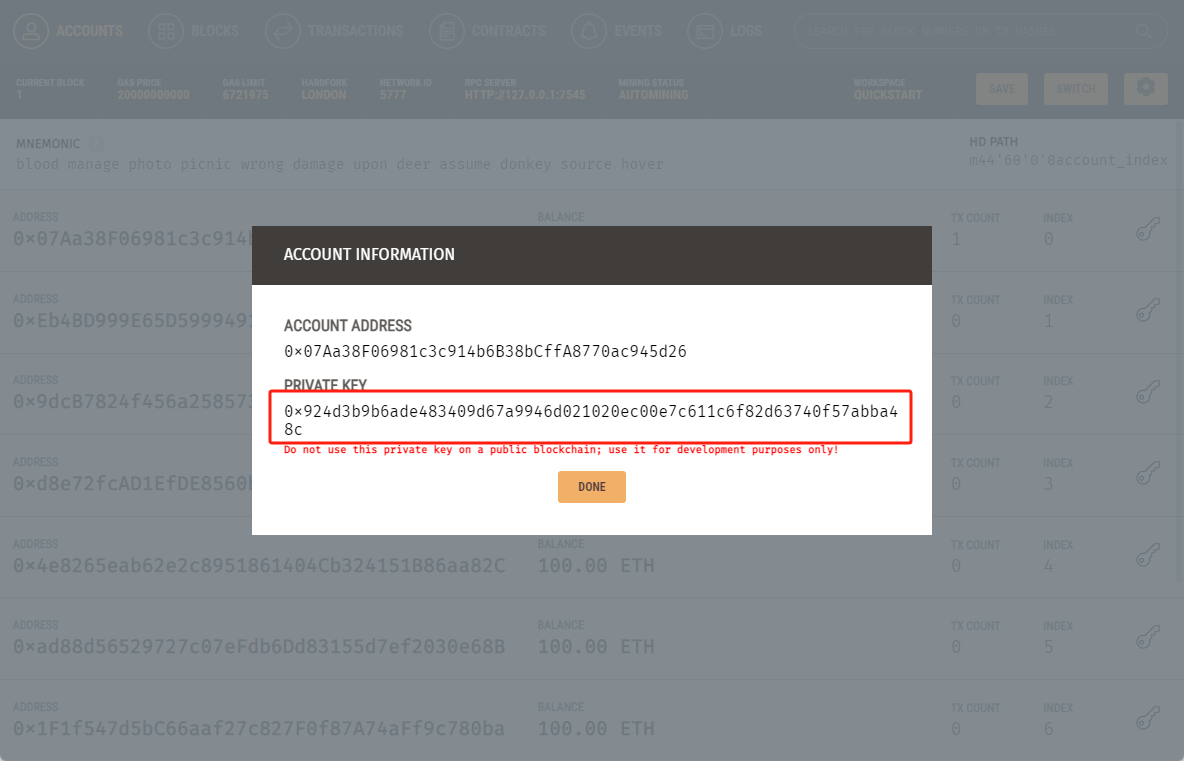 ACCOUNTS
BLOCKS
TRANSACTIONS
CONTRACTS
EVENTS
LOGS
SEARCH FOR BLOCK NUMBERS OR TX HASHES
CURRENT BLOCK
1
GAS PRICE
20000000000
GAS LIMIT
6721975
HARDFORK
LONDON
NETWORK ID
5777
RPC SERVER
HTTP://127.0.0.1:7545
MINING STATUS
AUTOMINING
WORKSPACE
QUICKSTART
SAVE
SWITCH
MNEMONIC
blood manage photo picnic wrong damage upon deer assume donkey source hover
HD PATH
m44'60'0'0account_index
ADDRESS
BALANCE
TX COUNT
INDEX
0×07Aa38F06981c3c914b
1
0
ACCOUNT INFORMATION
ACCOUNT ADDRESS
0×07Aa38F06981c3c914b6B38bCffA8770ac945d26
PRIVATE KEY
0×924d3b9b6ade483409d67a9946d021020ec00e7c611c6f82d63740f57abba4
8c
Do not use this private key on a public blockchain; use it for development purposes only!
DONE
ADDRESS
TX COUNT
INDEX
0×Eb4BD999E65D5999491
0
1
ADDRESS
TX COUNT
INDEX
0×9dcB7824f456a258573
0
2
ADDRESS
TX COUNT
INDEX
0×d8e72fcAD1EfDE8560
0
3
ADDRESS
BALANCE
TX COUNT
INDEX
0×4e8265eab62e2c8951861404Cb324151B86aa82C
100.00 ETH
0
4
ADDRESS
BALANCE
TX COUNT
INDEX
0×ad88d56529727c07eFdb6Dd83155d7ef2030e68B
100.00 ETH
0
5
ADDRESS
BALANCE
TX COUNT
INDEX
0×1F1f547d5bC66aaf27c827F0f87A74aFf9c780ba
100.00 ETH
0
6